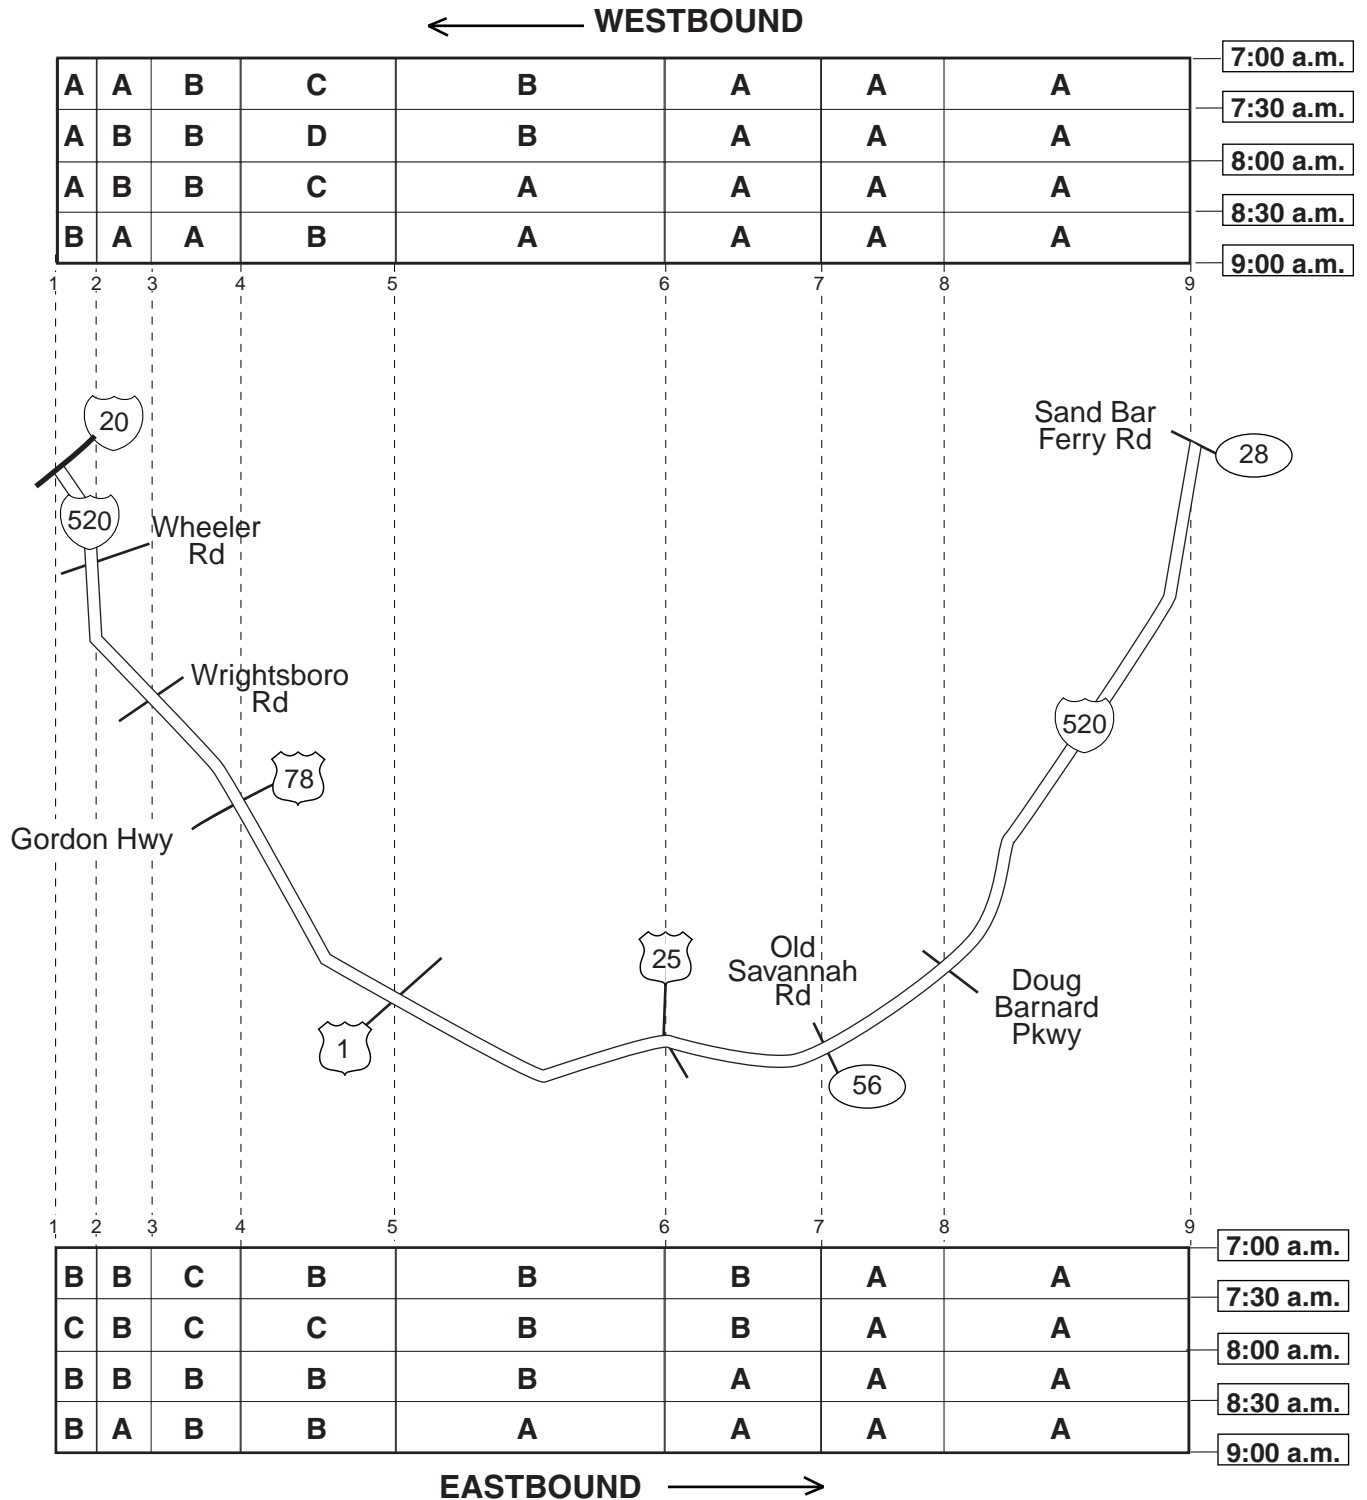 WESTBOUND
7:00 a.m.
A A B C B A A A
7:30 a.m.
A B B D B A A A
8:00 a.m.
A B B C A A A A
8:30 a.m.
B A A B A A A A
9:00 a.m.
1 2 3 4 5 6 7 8 9
20
Sand Bar
Ferry Rd
28
520
Wheeler
Rd
Wrightsboro
Rd
520
78
Gordon Hwy
25
Old
Savannah
Rd
Doug
Barnard
Pkwy
1
56
1 2 3 4 5 6 7 8 9
7:00 a.m.
B B C B B B A A
7:30 a.m.
C B C C B B A A
8:00 a.m.
B B B B B A A A
8:30 a.m.
B A B B A A A A
9:00 a.m.
EASTBOUND